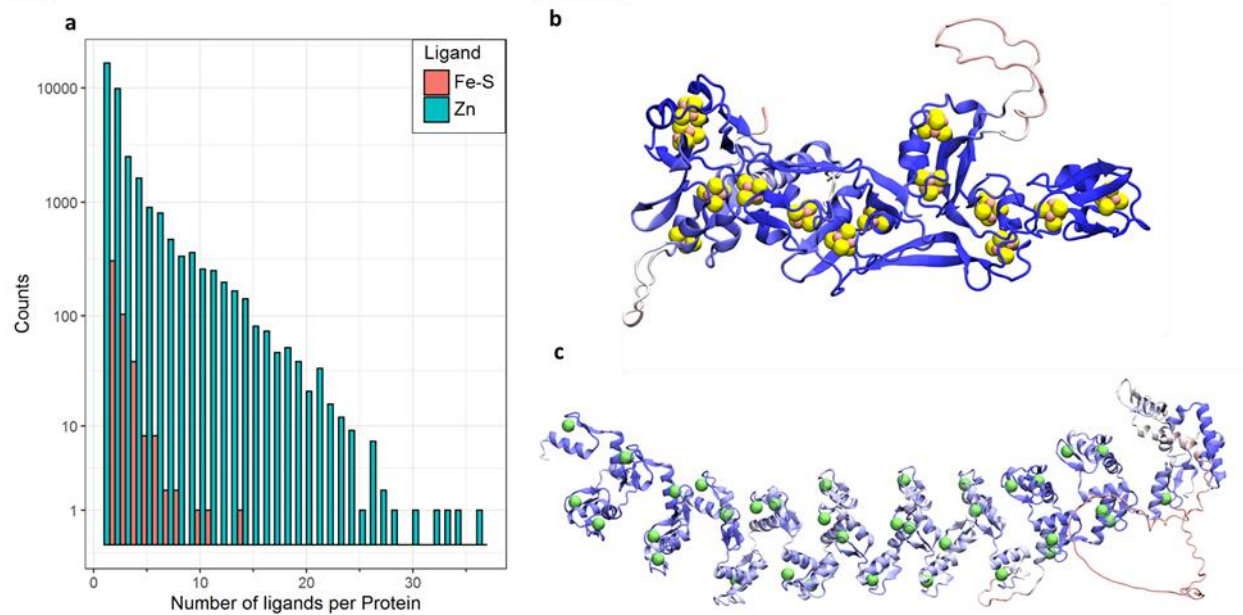 a
b
Ligand
Fe-S
Zn
10000
1000
100
10
1
Counts
0
10
20
30
Number of ligands per Protein
c